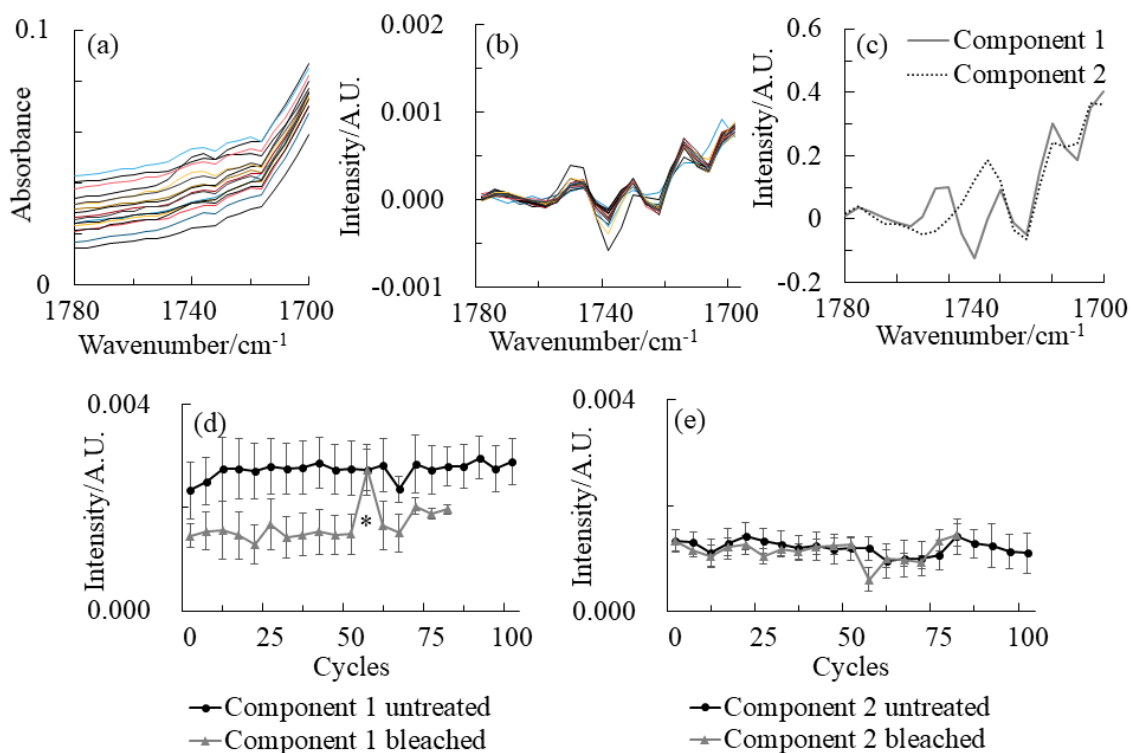 (a)
0.1
Absorbance
0
1780 1740 1700
Wavenumber/cm-1
(b)
0.002
0.001
0.000
-0.001
Intensity/A.U.
1780 1740 1700
Wavenumber/cm-1
(c)
Component 1
Component 2
0.6
0.4
0.2
0
-0.2
Intensity/A.U.
1780 1740 1700
Wavenumber/cm-1
(d)
0.004
0.000
Intensity/A.U.
*
0 25 50 75 100
Cycles
Component 1 untreated
Component 1 bleached
(e)
0.004
0.000
Intensity/A.U.
0 25 50 75 100
Cycles
Component 2 untreated
Component 2 bleached